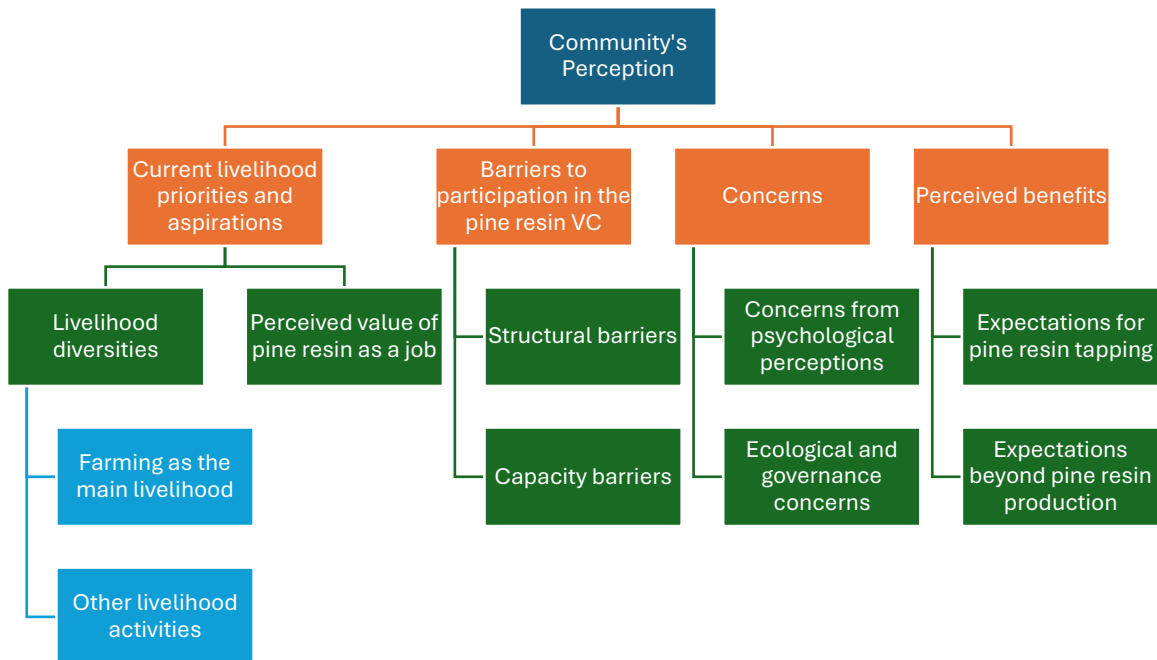 Community's
Perception
Current livelihood
priorities and
aspirations
Barriers to
participation in the
pine resin VC
Concerns
Perceived benefits
Livelihood
diversities
Perceived value of
pine resin as a job
Structural barriers
Concerns from
psychological
perceptions
Expectations for
pine resin tapping
Farming as the
main livelihood
Capacity barriers
Ecological and
governance
concerns
Expectations
beyond pine resin
production
Other livelihood
activities